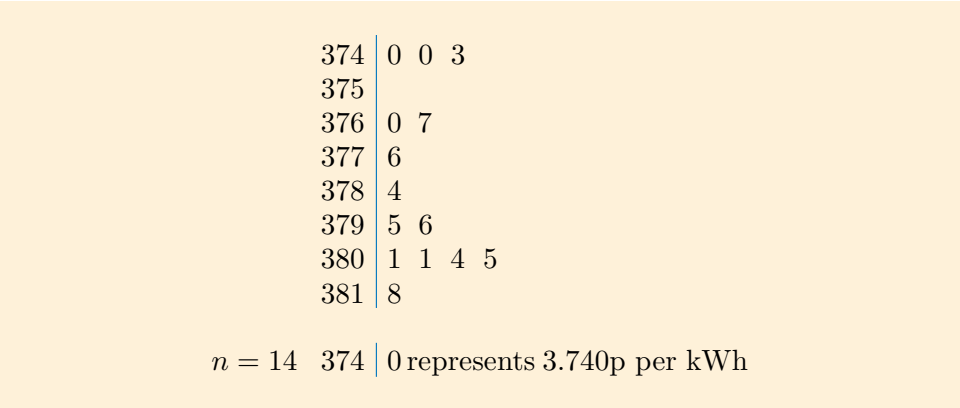 374 | 0 0 3
375 |
376 | 0 7
377 | 6
378 | 4
379 | 5 6
380 | 1 1 4 5
381 | 8
n = 14 374 | 0 represents 3.740p per kWh